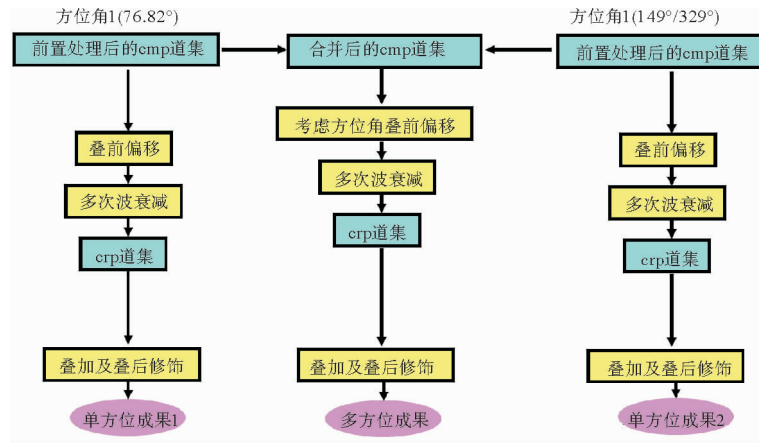 方位角1(76.82°)
方位角1(149°/329°)
前置处理后的cmp道集
合并后的cmp道集
前置处理后的cmp道集
考虑方位角叠前偏移
叠前偏移
叠前偏移
多次波衰减
多次波衰减
多次波衰减
crp道集
crp道集
crp道集
叠加及叠后修饰
叠加及叠后修饰
叠加及叠后修饰
单方位成果1
多方位成果
单方位成果2